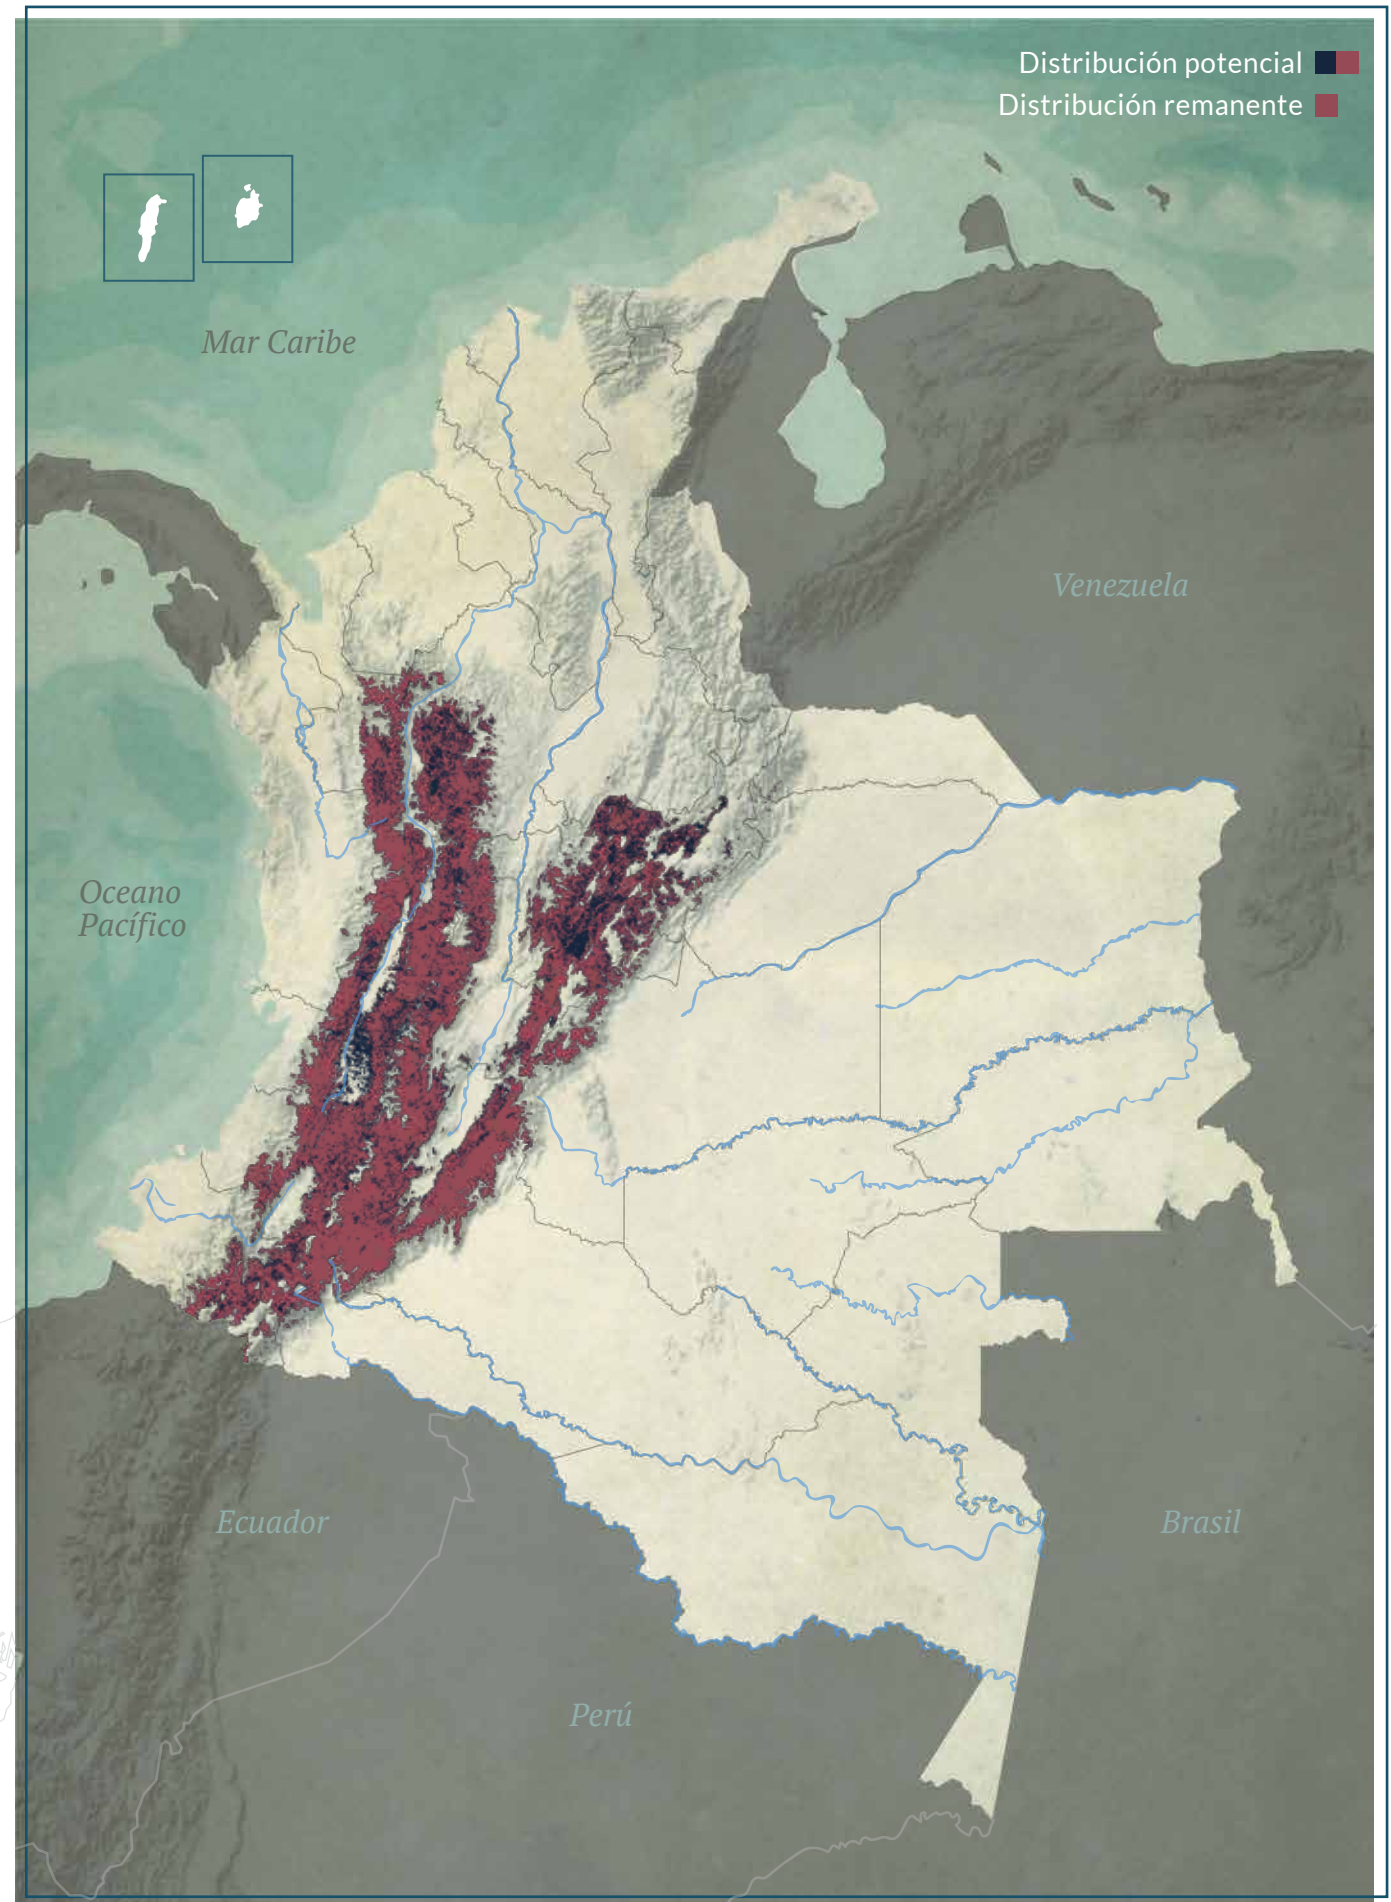 Distribución potencial
Distribución remanente
Mar Caribe
Venezuela
Oceano
Pacífico
Ecuador
Brasil
Perú